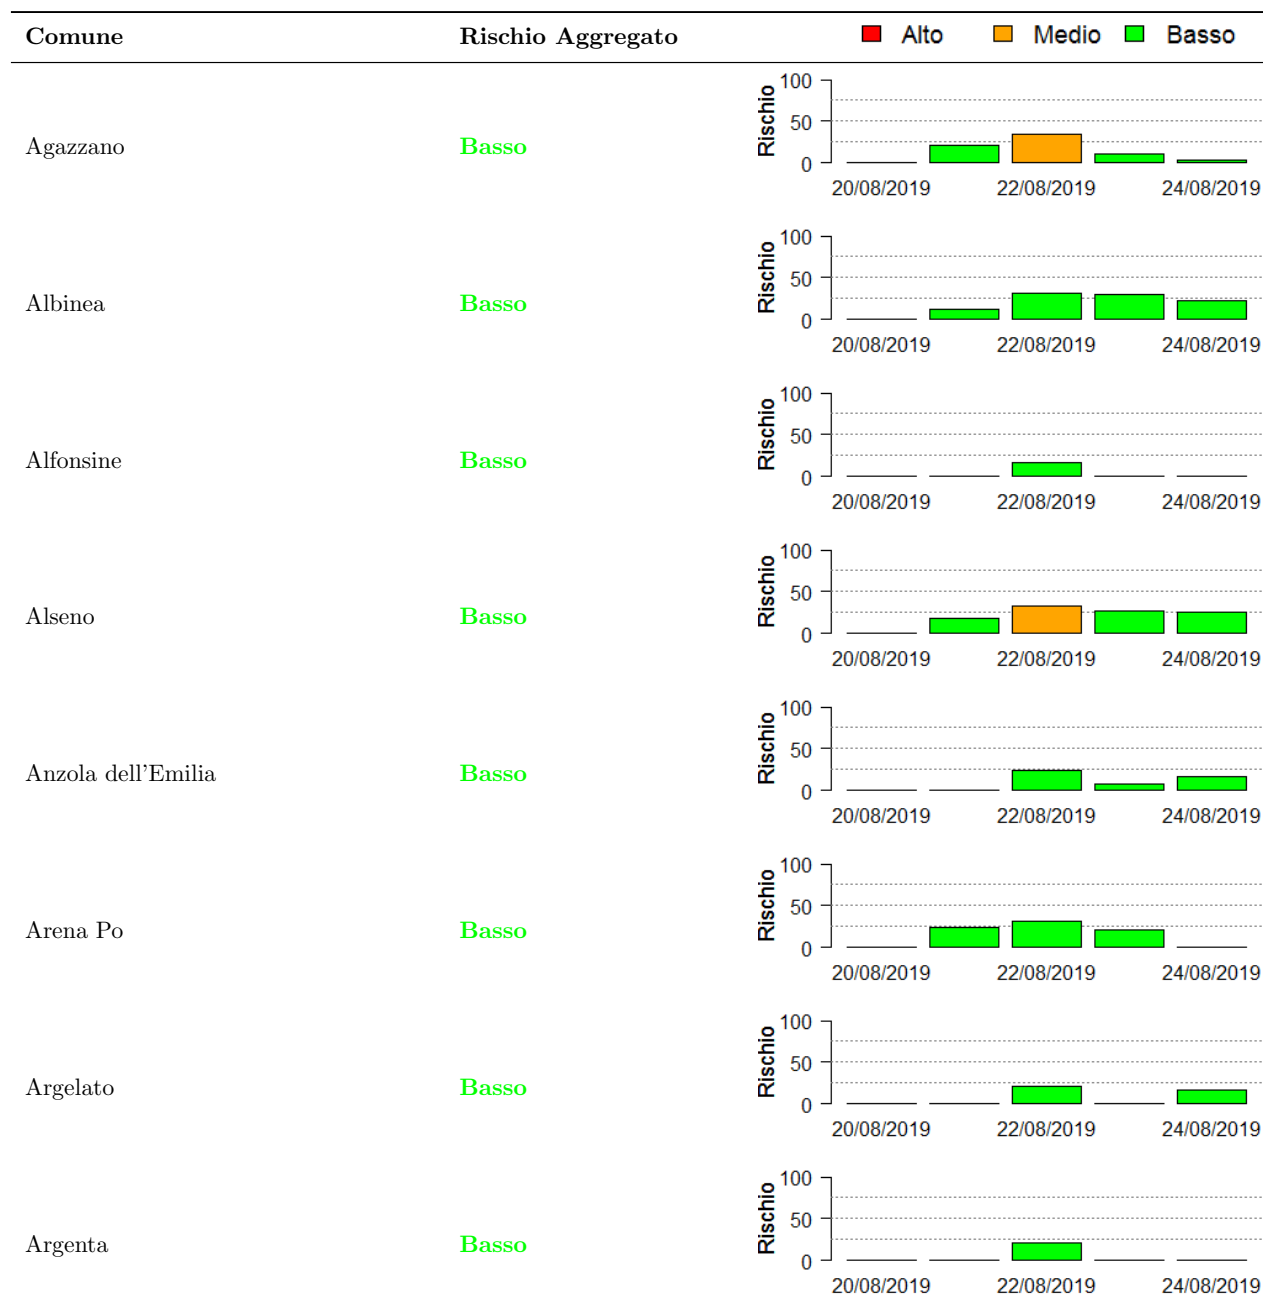 Comune Rischio Aggregato Alto Medio Basso
100
50
0
Rischio
Agazzano Basso
20/08/2019 22/08/2019 24/08/2019
100
50
0
Rischio
Albinea Basso
20/08/2019 22/08/2019 24/08/2019
100
50
0
Rischio
Alfonsine Basso
20/08/2019 22/08/2019 24/08/2019
100
50
0
Rischio
Alseno Basso
20/08/2019 22/08/2019 24/08/2019
100
50
0
Rischio
Anzola dell'Emilia Basso
20/08/2019 22/08/2019 24/08/2019
100
50
0
Rischio
Arena Po Basso
20/08/2019 22/08/2019 24/08/2019
100
50
0
Rischio
Argelato Basso
20/08/2019 22/08/2019 24/08/2019
100
50
0
Rischio
Argenta Basso
20/08/2019 22/08/2019 24/08/2019